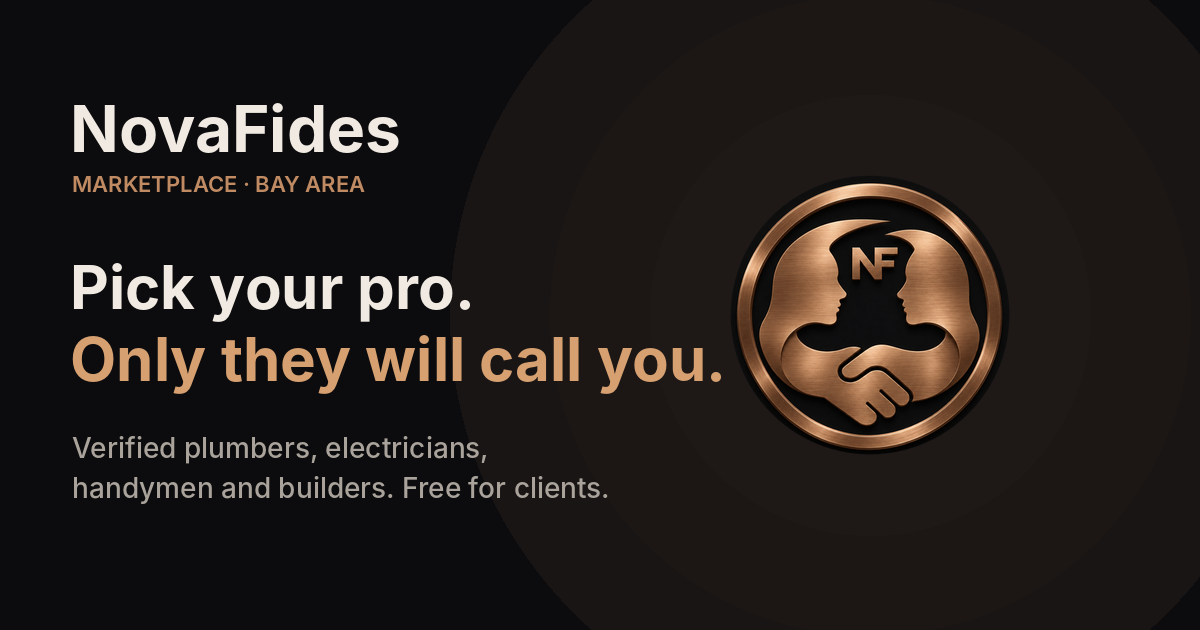 NovaFides
MARKETPLACE · BAY AREA
Pick your pro.
Only they will call you.
NF
Verified plumbers, electricians,
handymen and builders. Free for clients.